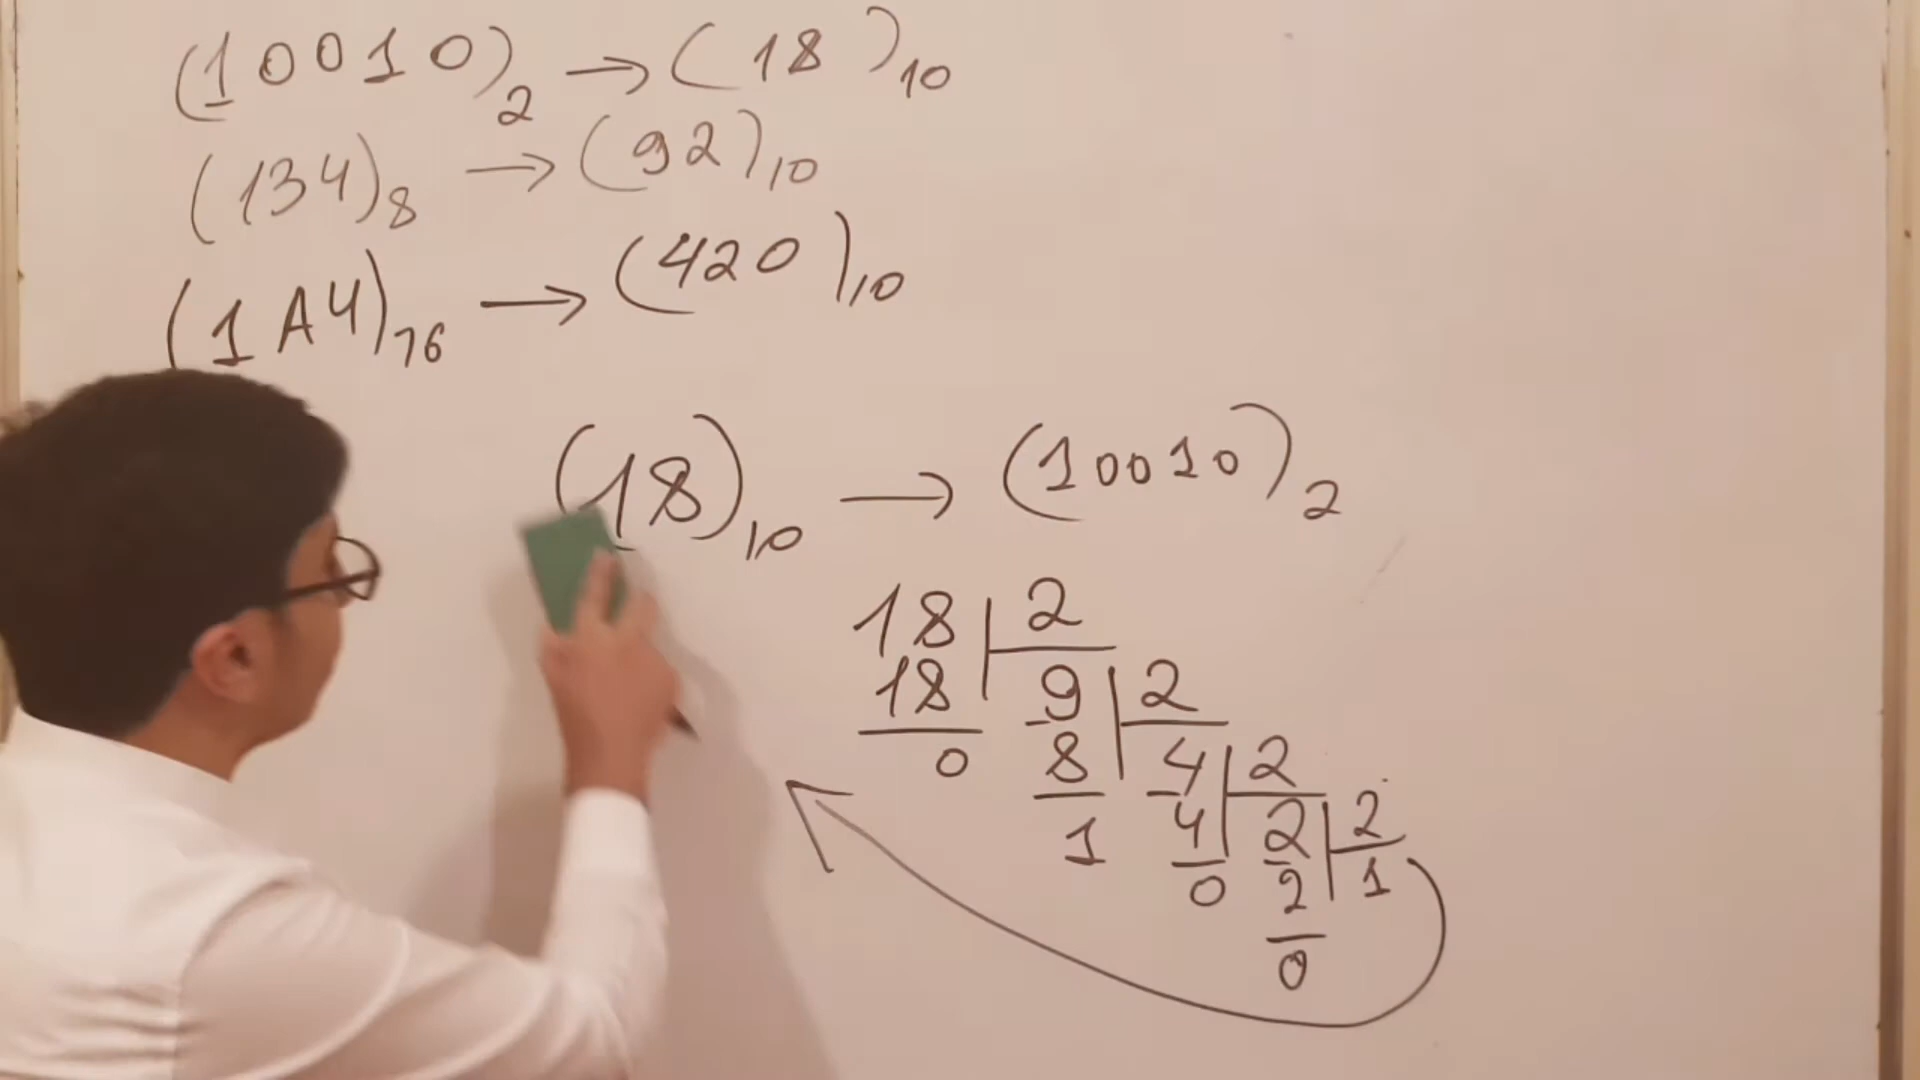 (10010)2 → (18)10
(134)8 → (92)10
(1A4)16 → (420)10
(18)10 → (10010)2
18 2
18 9 2
0 8 4 2
1 4 2 2
0 2 1
0